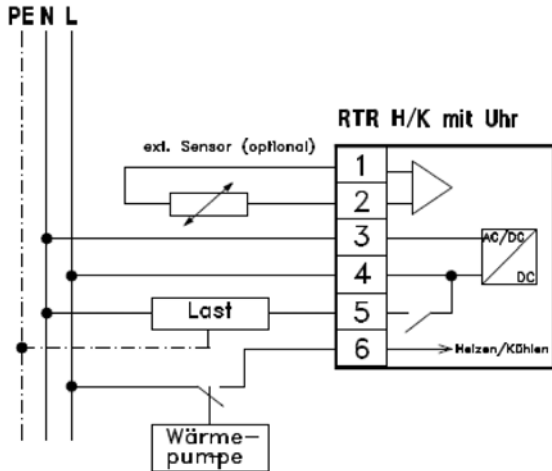 PE N L
RTR H/K mit Uhr
ext. Sensor (optional)
1
2
3
AC/DC
DC
4
Last
5
6
Heizen/Kühlen
Wärme-
pumpe